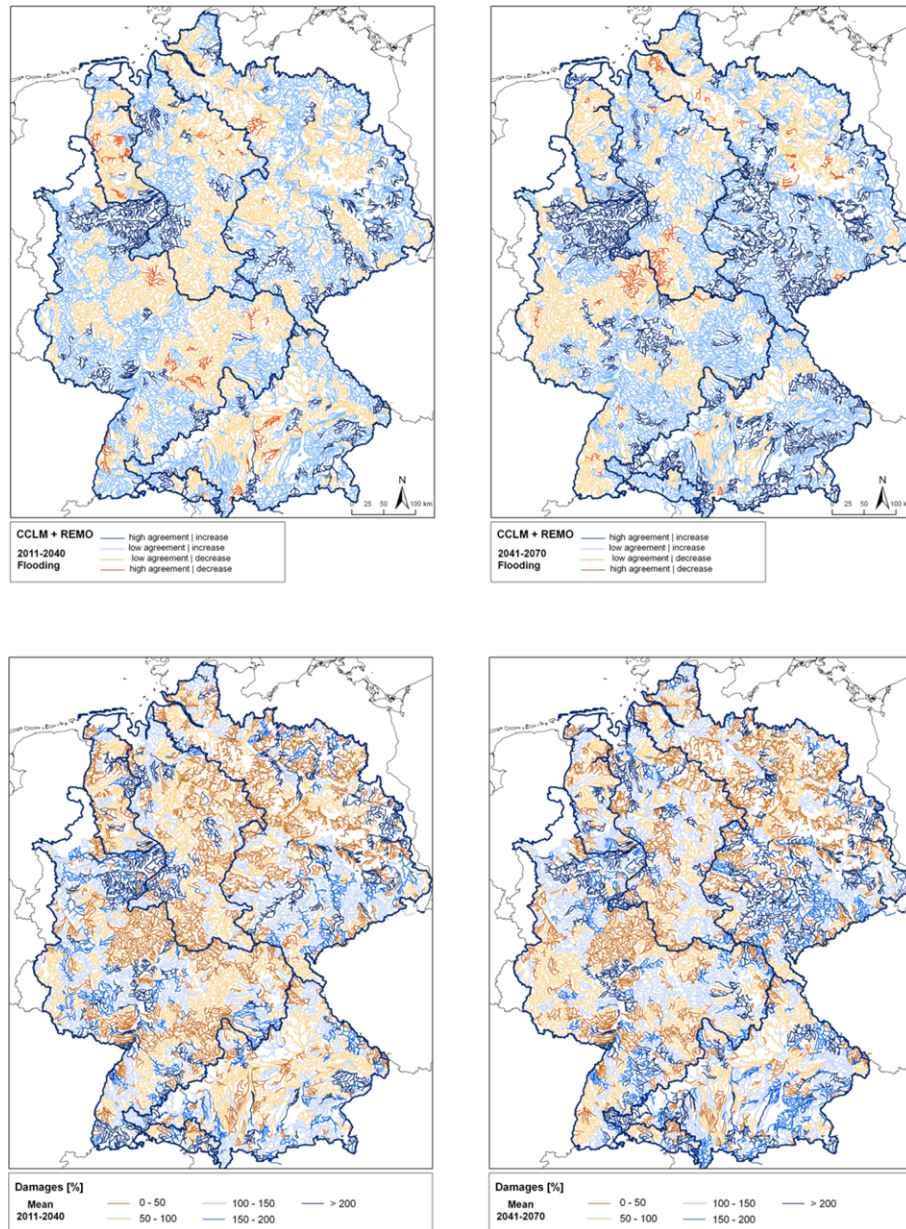 N
0 25 50 100 km
CCLM + REMO
2011-2040
Flooding
high agreement | increase
low agreement | increase
low agreement | decrease
high agreement | decrease
N
0 25 50 100 k
CCLM + REMO
2041-2070
Flooding
high agreement | increase
low agreement | increase
low agreement | decrease
high agreement | decrease
Damages [%]
Mean
2011-2040
0 - 50
50 - 100
100 - 150
150 - 200
> 200
Damages [%]
Mean
2041-2070
0 - 50
50 - 100
100 - 150
150 - 200
> 200